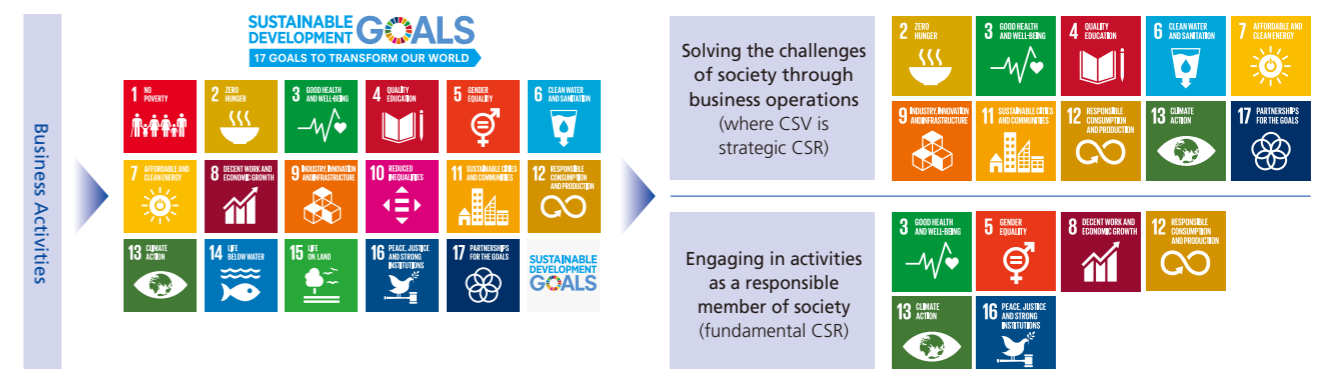 Business Activities
SUSTAINABLE
DEVELOPMENT
GOALS
17 GOALS TO TRANSFORM OUR WORLD
1 NO
POVERTY
2 ZERO
HUNGER
3 GOOD HEALTH
AND WELL-BEING
4 QUALITY
EDUCATION
5 GENDER
EQUALITY
6 CLEAN WATER
AND SANITATION
7 AFFORDABLE AND
CLEAN ENERGY
8 DECENT WORK AND
ECONOMIC GROWTH
9 INDUSTRY, INNOVATION
AND INFRASTRUCTURE
10 REDUCED
INEQUALITIES
11 SUSTAINABLE CITIES
AND COMMUNITIES
12 RESPONSIBLE
CONSUMPTION
AND PRODUCTION
13 CLIMATE
ACTION
14 LIFE
BELOW WATER
15 LIFE
ON LAND
16 PEACE, JUSTICE
AND STRONG
INSTITUTIONS
17 PARTNERSHIPS
FOR THE GOALS
SUSTAINABLE
DEVELOPMENT
GOALS
Solving the challenges
of society through
business operations
(where CSV is
strategic CSR)
2 ZERO
HUNGER
3 GOOD HEALTH
AND WELL-BEING
4 QUALITY
EDUCATION
6 CLEAN WATER
AND SANITATION
7 AFFORDABLE AND
CLEAN ENERGY
9 INDUSTRY, INNOVATION
AND INFRASTRUCTURE
11 SUSTAINABLE CITIES
AND COMMUNITIES
12 RESPONSIBLE
CONSUMPTION
AND PRODUCTION
13 CLIMATE
ACTION
17 PARTNERSHIPS
FOR THE GOALS
Engaging in activities
as a responsible
member of society
(fundamental CSR)
3 GOOD HEALTH
AND WELL-BEING
5 GENDER
EQUALITY
8 DECENT WORK AND
ECONOMIC GROWTH
12 RESPONSIBLE
CONSUMPTION
AND PRODUCTION
13 CLIMATE
ACTION
16 PEACE, JUSTICE
AND STRONG
INSTITUTIONS